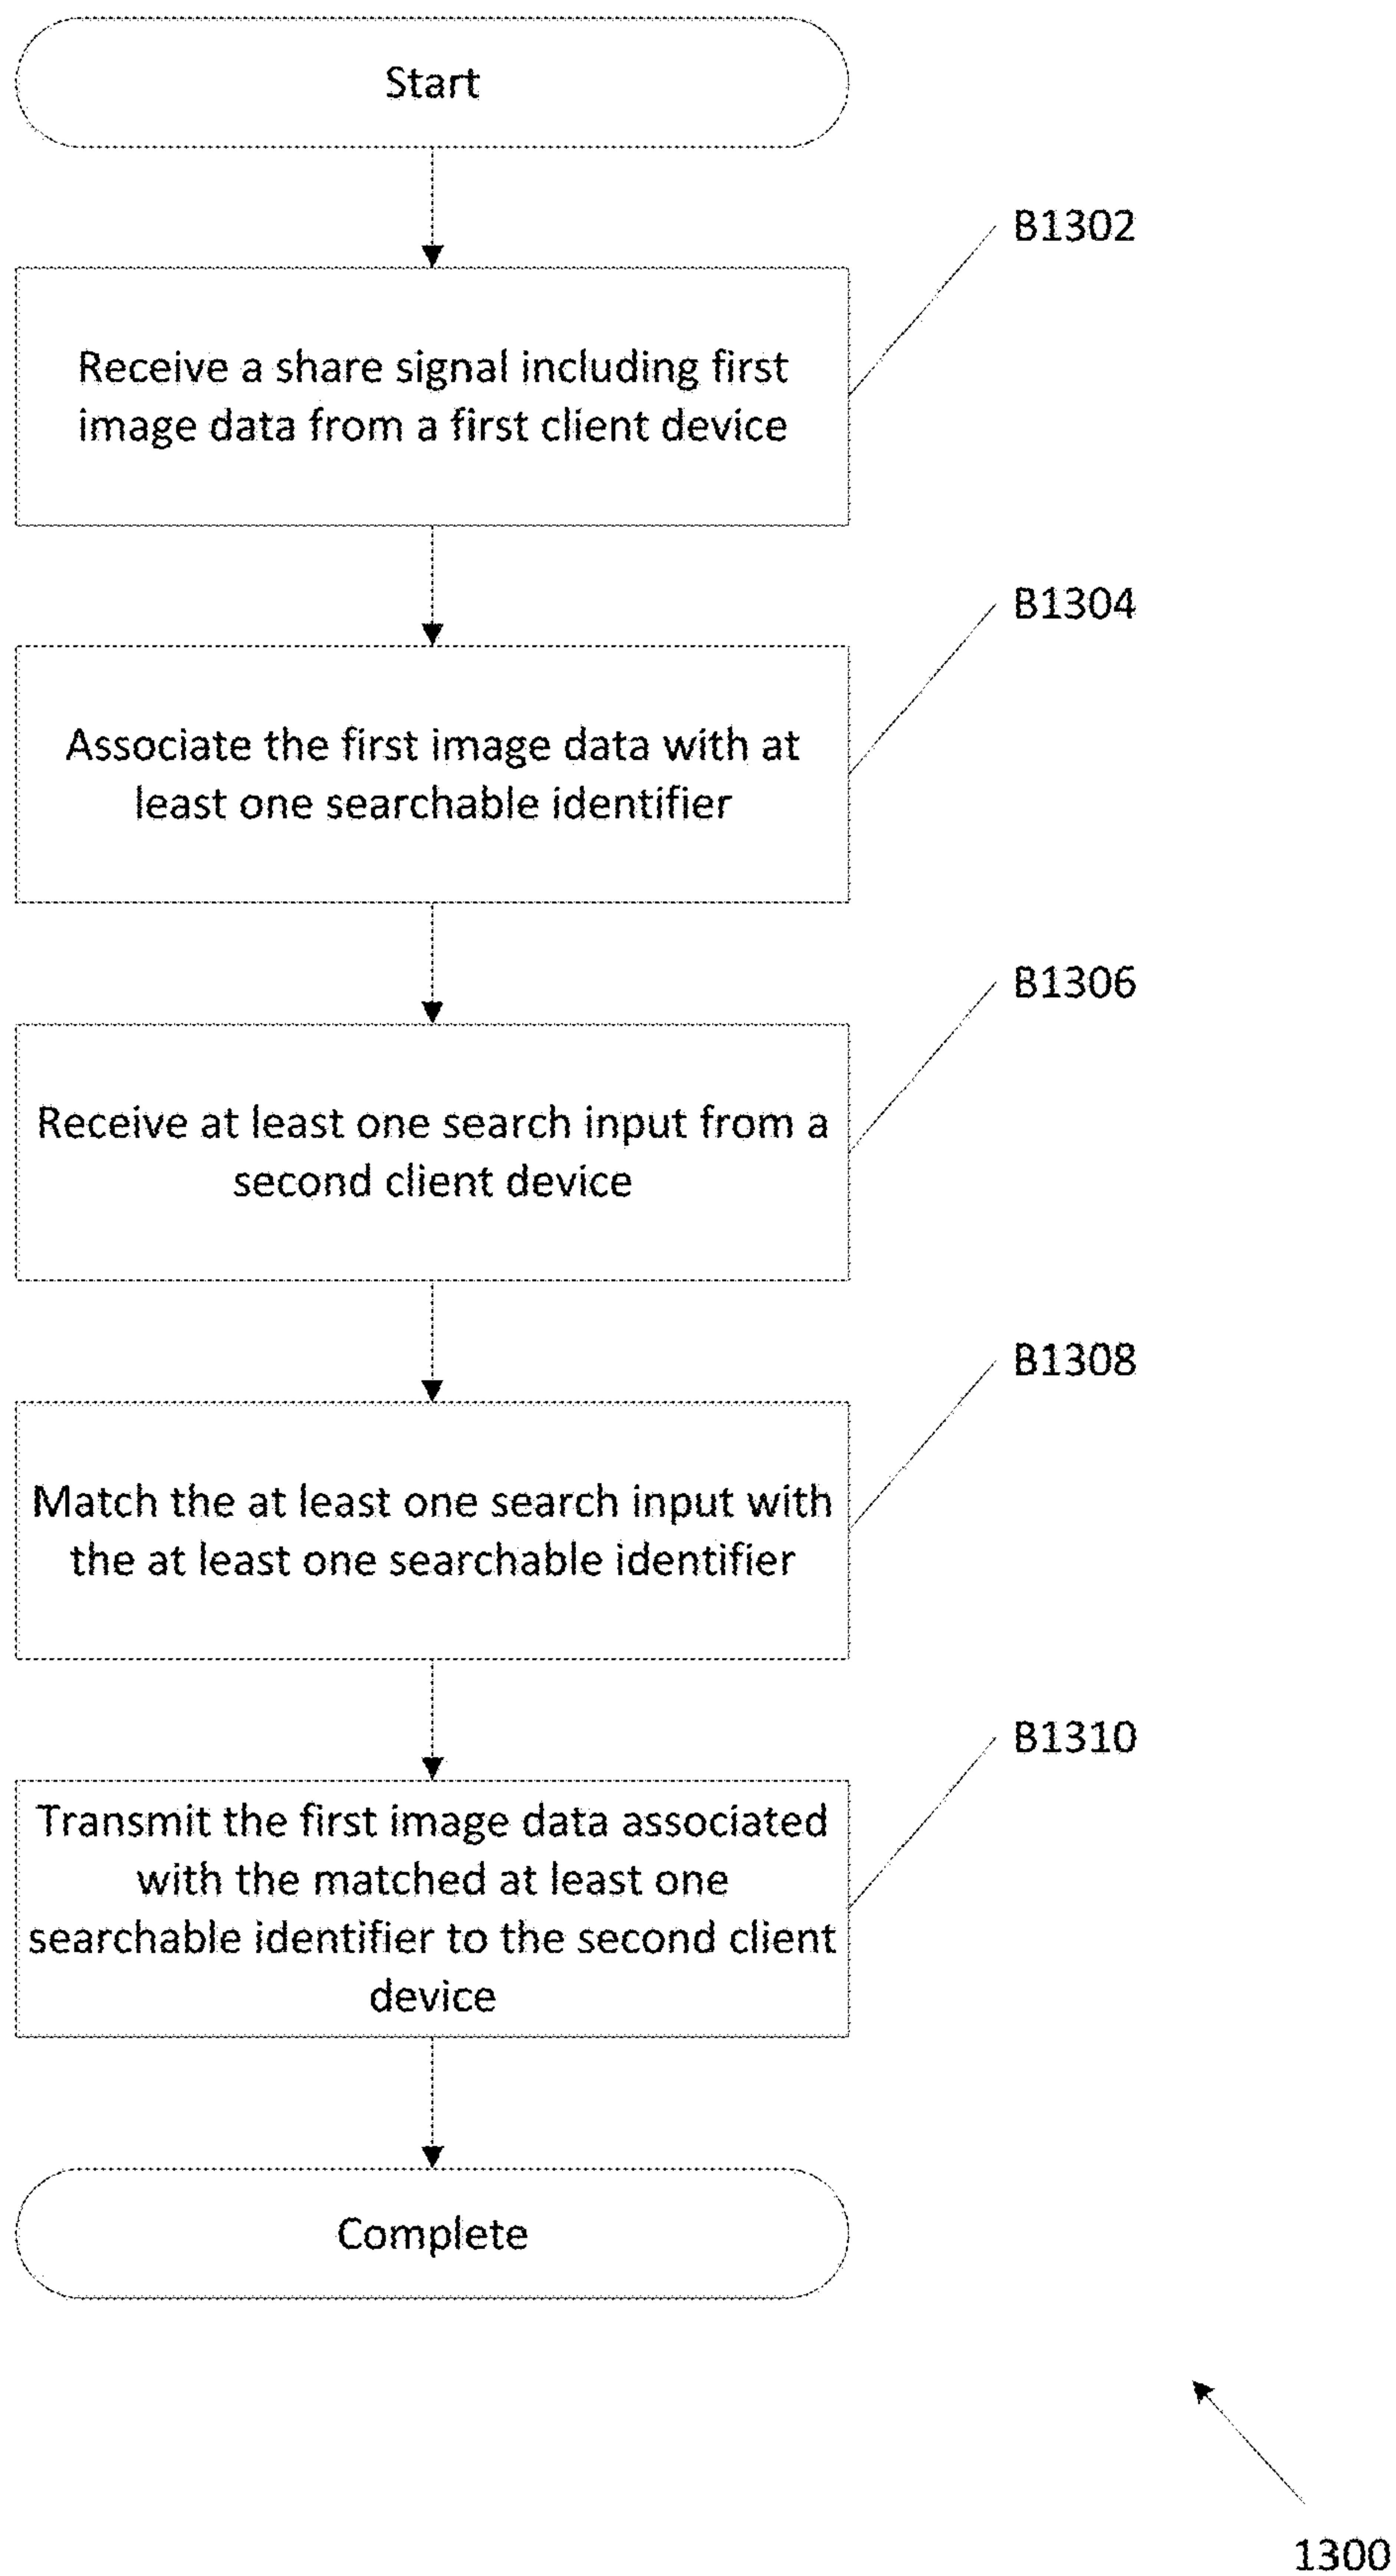 Start
B1302
Receive a share signal including first
image data from a first client device
B1304
Associate the first image data with at
least one searchable identifier
B1306
Receive at least one search input from a
second client device
B1308
Match the at least one search input with
the at least one searchable identifier
B1310
Transmit the first image data associated
with the matched at least one
searchable identifier to the second client
device
Complete
1300